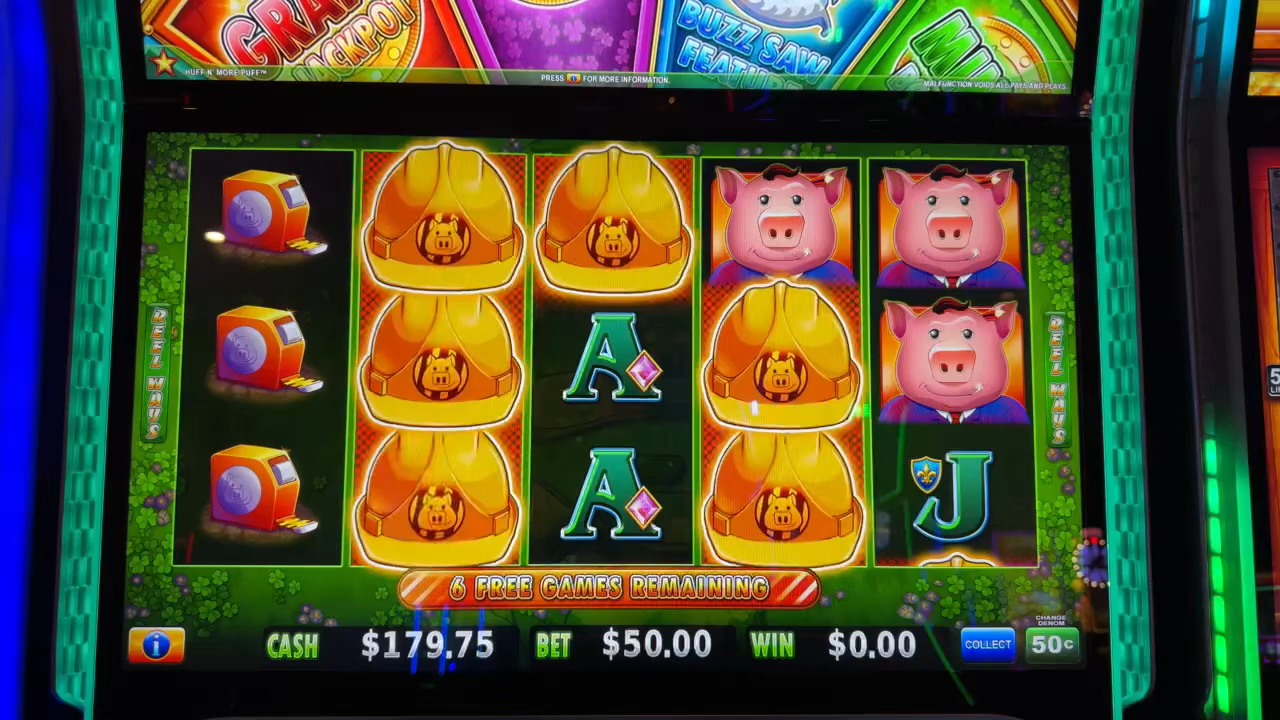 GRAND
JACKPOT
BUZZ SAW
FEATURE
HUFF N' MORE PUFF™
PRESS FOR MORE INFORMATION.
MALFUNCTION VOIDS ALL PAYS AND PLAYS
REEL WAYS
REEL WAYS
A
A
J
6 FREE GAMES REMAINING
CASH $179.75 BET $50.00 WIN $0.00
COLLECT
CHANGE
DENOM
50¢